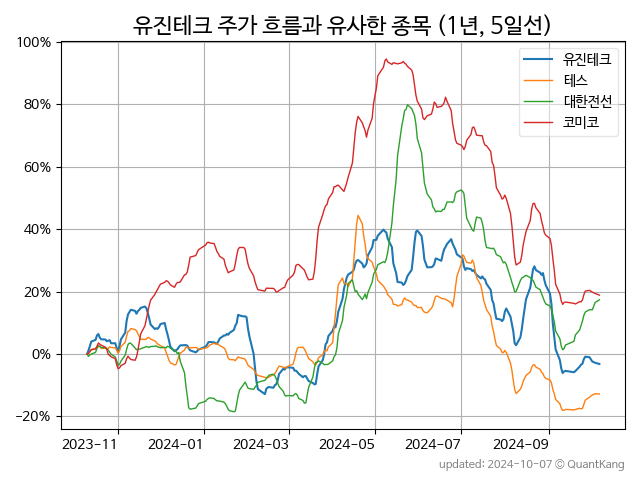 유진테크 주가 흐름과 유사한 종목 (1년, 5일선)
100%
80%
60%
40%
20%
0%
−20%
유진테크
테스
대한전선
코미코
2023-11
2024-01
2024-03
2024-05
2024-07
2024-09
updated: 2024-10-07 © QuantKang